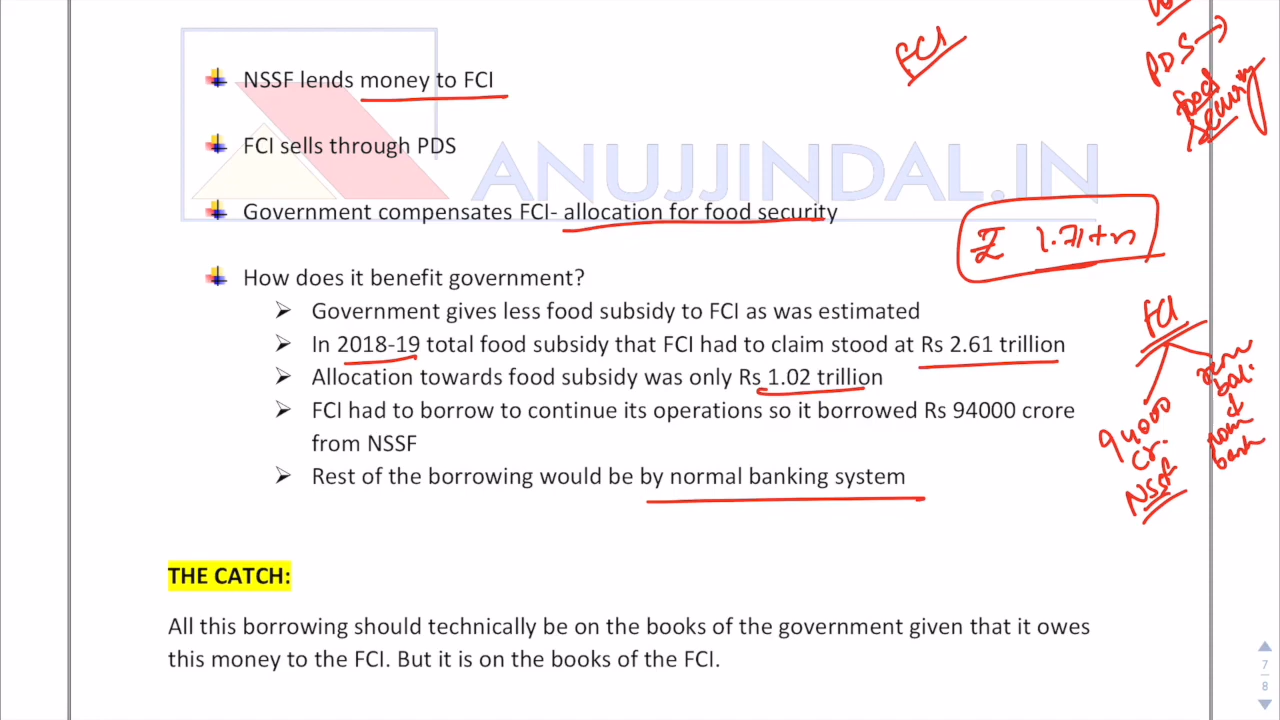 FCI
PDS →
food
security
NSSF lends money to FCI
FCI sells through PDS
ANUJJINDAL.IN
Government compensates FCI- allocation for food security
How does it benefit government?
Government gives less food subsidy to FCI as was estimated
In 2018-19 total food subsidy that FCI had to claim stood at Rs 2.61 trillion
Allocation towards food subsidy was only Rs 1.02 trillion
FCI had to borrow to continue its operations so it borrowed Rs 94000 crore
from NSSF
Rest of the borrowing would be by normal banking system
FCI
94000
cr.
NSSF
bank
THE CATCH:
All this borrowing should technically be on the books of the government given that it owes
this money to the FCI. But it is on the books of the FCI.
7
8